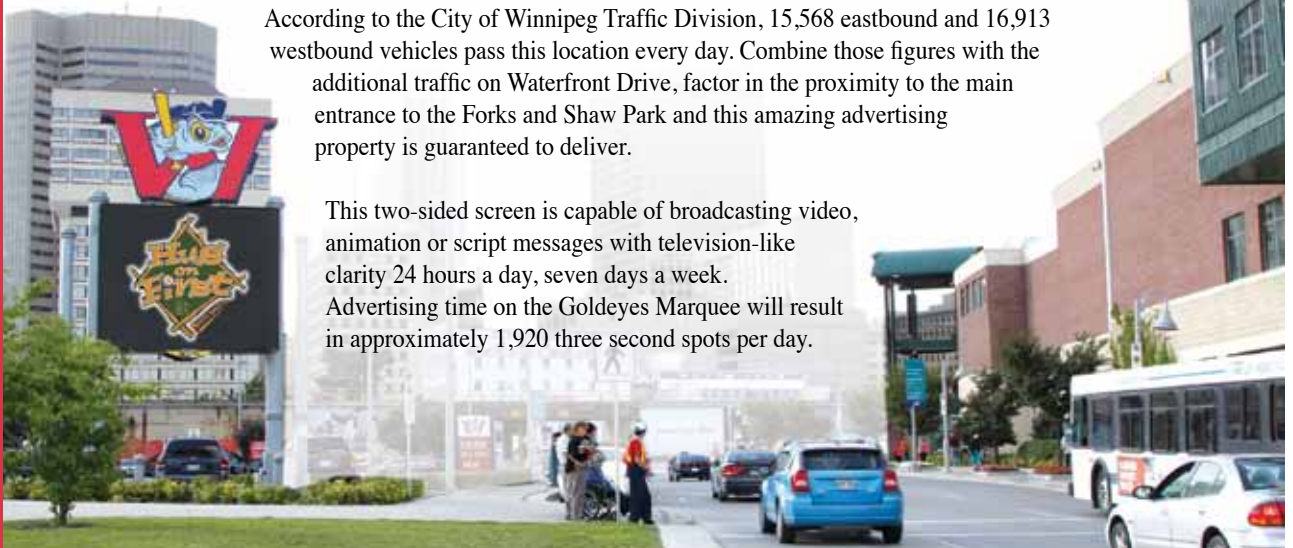 According to the City of Winnipeg Traffic Division, 15,568 eastbound and 16,913
westbound vehicles pass this location every day. Combine those figures with the
additional traffic on Waterfront Drive, factor in the proximity to the main
entrance to the Forks and Shaw Park and this amazing advertising
property is guaranteed to deliver.
This two-sided screen is capable of broadcasting video,
animation or script messages with television-like
clarity 24 hours a day, seven days a week.
Advertising time on the Goldeyes Marquee will result
in approximately 1,920 three second spots per day.
W
Hu's
on
First